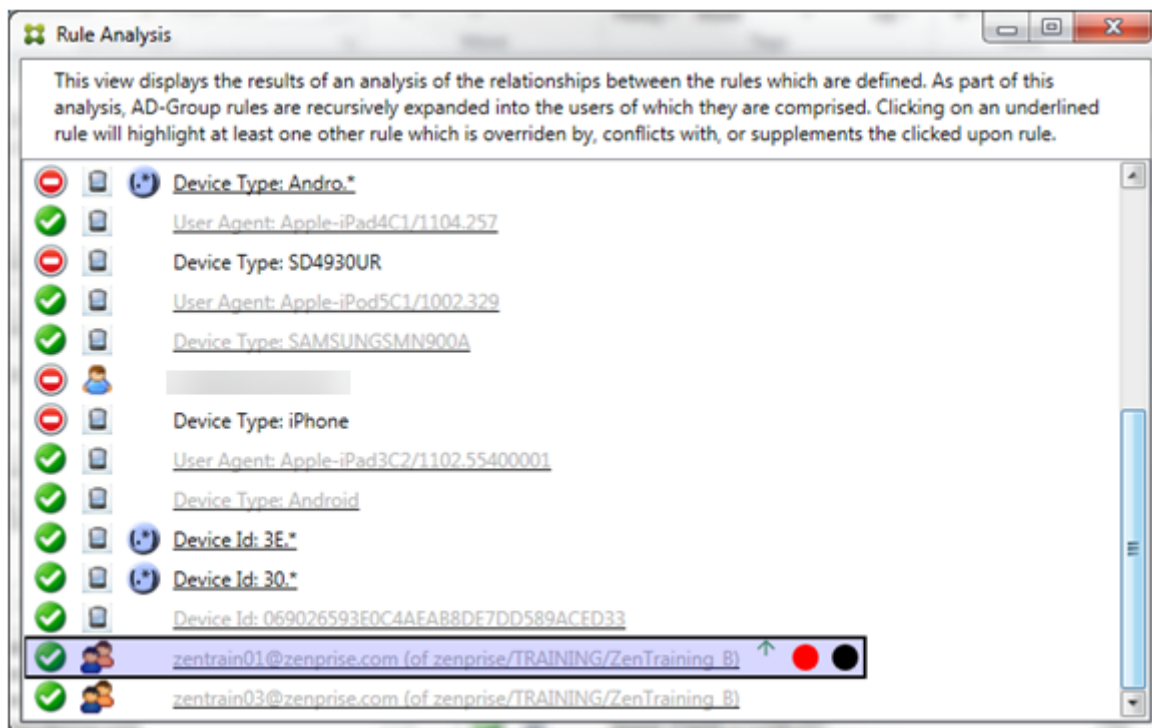 Rule Analysis
This view displays the results of an analysis of the relationships between the rules which are defined. As part of this
analysis, AD-Group rules are recursively expanded into the users of which they are comprised. Clicking on an underlined
rule will highlight at least one other rule which is overriden by, conflicts with, or supplements the clicked upon rule.
(.*) Device Type: Andro.*
User Agent: Apple-iPad4C1/1104.257
Device Type: SD4930UR
User Agent: Apple-iPod5C1/1002.329
Device Type: SAMSUNGSMN900A
Device Type: iPhone
User Agent: Apple-iPad3C2/1102.55400001
Device Type: Android
(.*) Device Id: 3E.*
(.*) Device Id: 30.*
Device Id: 069026593E0C4AEAB8DE7DD589ACED33
zentrain01@zenprise.com (of zenprise/TRAINING/ZenTraining_B)
zentrain03@zenprise.com (of zenprise/TRAINING/ZenTraining_B)